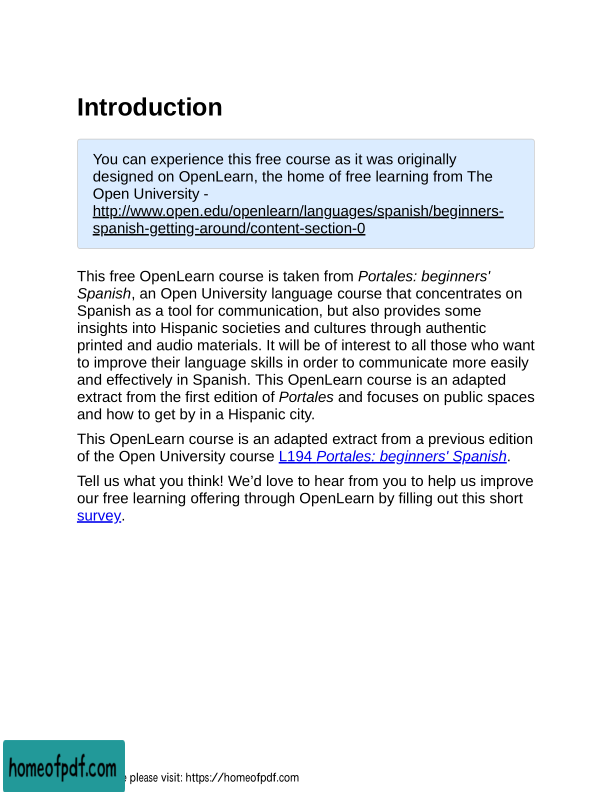 Introduction
You can experience this free course as it was originally
designed on OpenLearn, the home of free learning from The
Open University -
http://www.open.edu/openlearn/languages/spanish/beginners-
spanish-getting-around/content-section-0
This free OpenLearn course is taken from Portales: beginners'
Spanish, an Open University language course that concentrates on
Spanish as a tool for communication, but also provides some
insights into Hispanic societies and cultures through authentic
printed and audio materials. It will be of interest to all those who want
to improve their language skills in order to communicate more easily
and effectively in Spanish. This OpenLearn course is an adapted
extract from the first edition of Portales and focuses on public spaces
and how to get by in a Hispanic city.
This OpenLearn course is an adapted extract from a previous edition
of the Open University course L194 Portales: beginners' Spanish.
Tell us what you think! We’d love to hear from you to help us improve
our free learning offering through OpenLearn by filling out this short
survey.
homeofpdf.com
please visit: https://homeofpdf.com